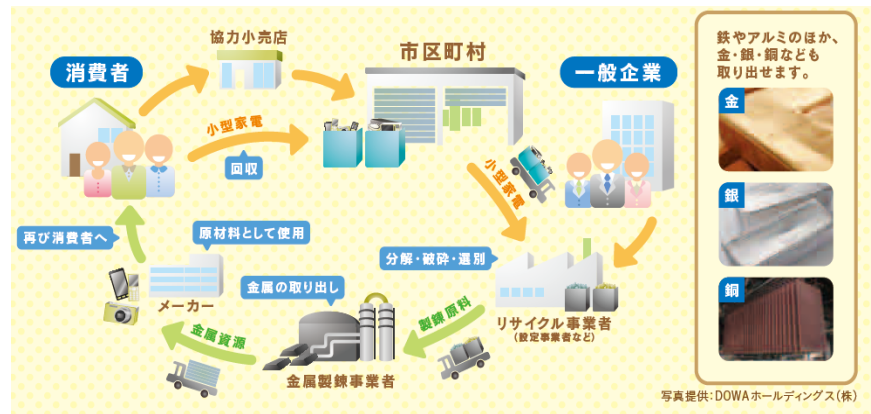 協力小売店
消費者
市区町村
一般企業
小型家電
回収
小型家電
鉄やアルミのほか、
金・銀・銅なども
取り出せます。
金
銀
銅
再び消費者へ
原材料として使用
メーカー
金属の取り出し
分解・破砕・選別
リサイクル事業者
(認定事業者など)
製錬原料
金属製錬事業者
金属資源
写真提供:DOWAホールディングス(株)